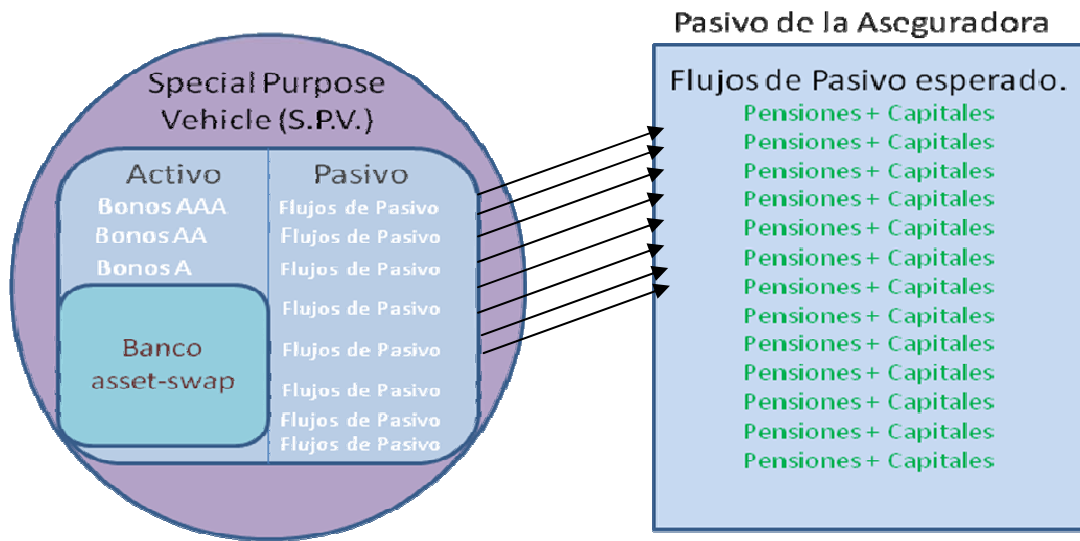 Special Purpose
Vehicle (S.P.V.)
Activo
Bonos AAA
Bonos AA
Bonos A
Banco
asset-swap
Pasivo
Flujos de Pasivo
Flujos de Pasivo
Flujos de Pasivo
Flujos de Pasivo
Flujos de Pasivo
Flujos de Pasivo
Flujos de Pasivo
Flujos de Pasivo
Pasivo de la Aseguradora
Flujos de Pasivo esperado.
Pensiones + Capitales
Pensiones + Capitales
Pensiones + Capitales
Pensiones + Capitales
Pensiones + Capitales
Pensiones + Capitales
Pensiones + Capitales
Pensiones + Capitales
Pensiones + Capitales
Pensiones + Capitales
Pensiones + Capitales
Pensiones + Capitales
Pensiones + Capitales